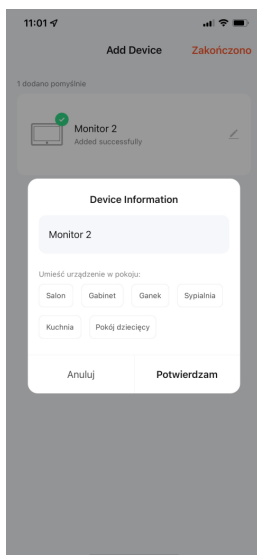 11:01
Add Device
Zakończono
1 dodano pomyślnie
Monitor 2
Added successfully
Device Information
Monitor 2
Umieść urządzenie w pokoju:
Salon Gabinet Ganek Sypialnia
Kuchnia Pokój dziecięcy
Anuluj Potwierdzam